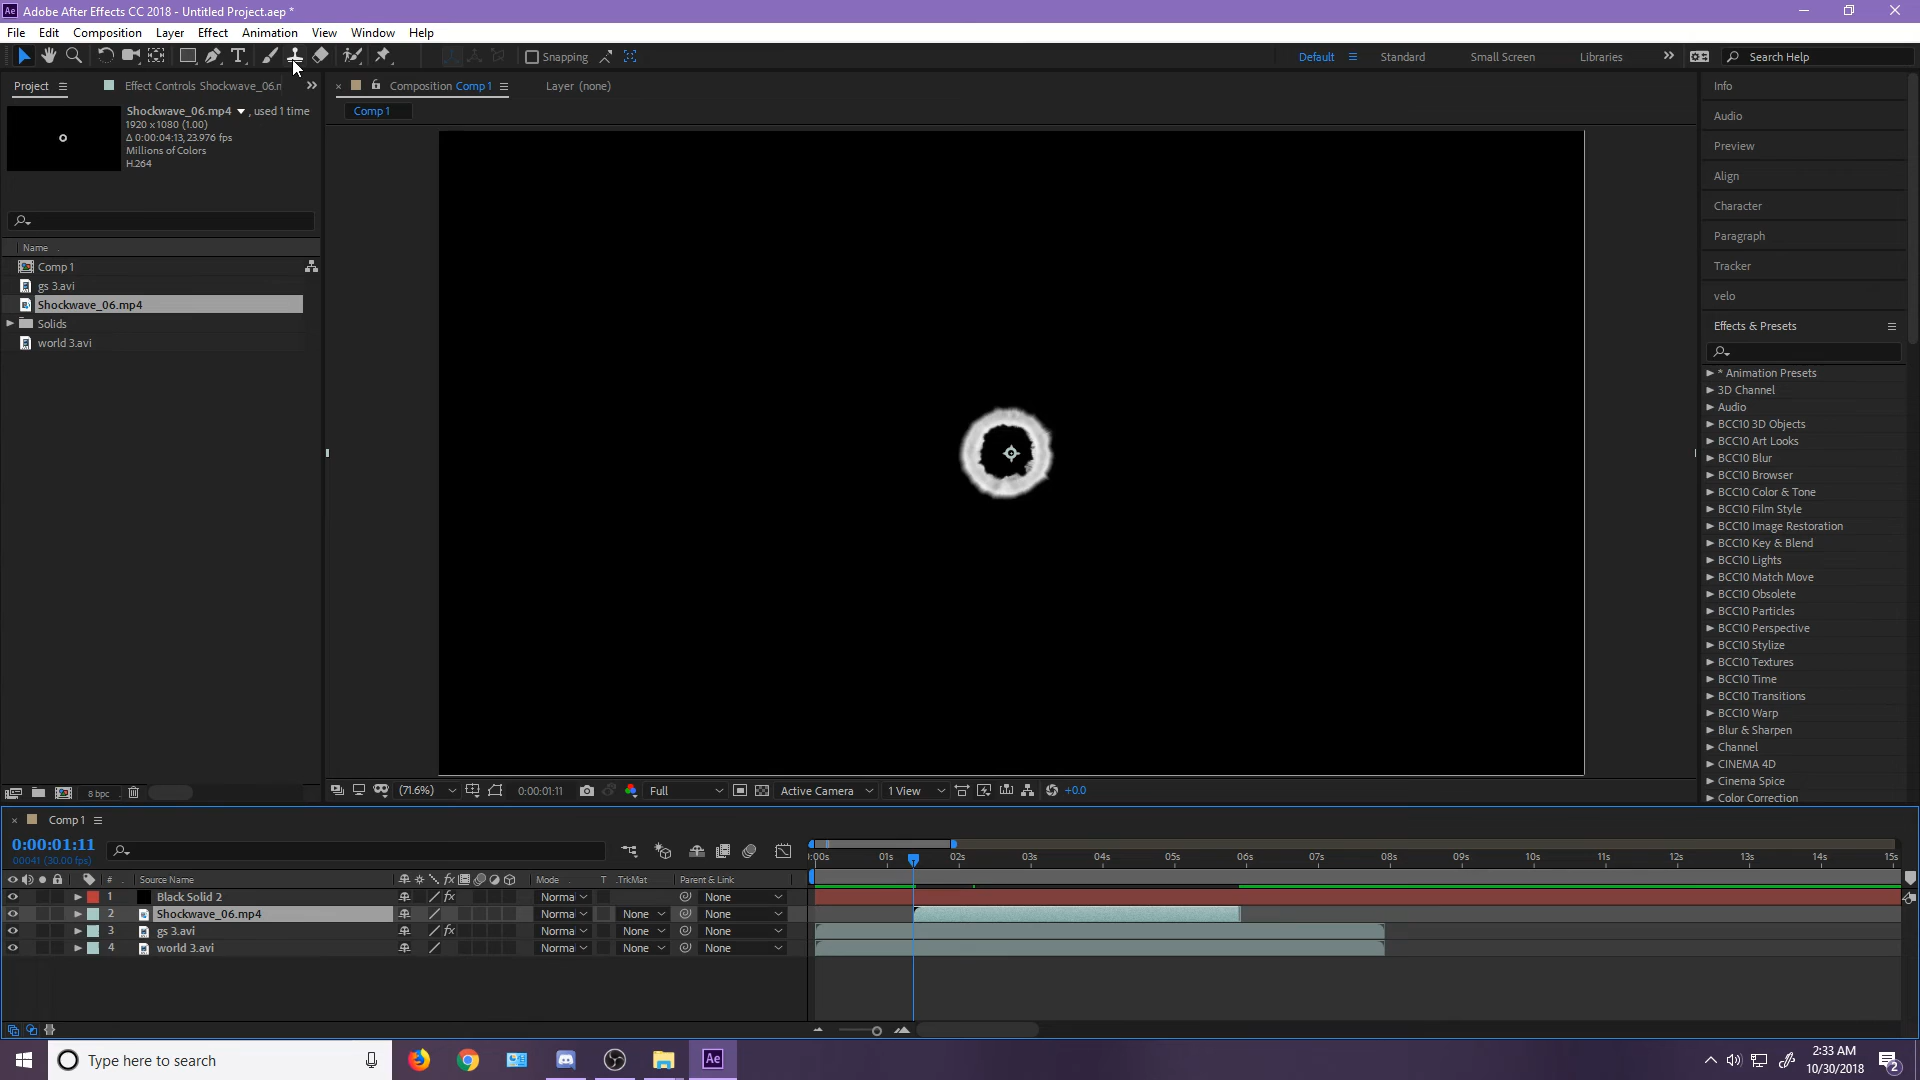 Ae Adobe After Effects CC 2018 - Untitled Project.aep *
File Edit Composition Layer Effect Animation View Window Help
T Snapping Default Standard Small Screen Libraries Search Help
Project Effect Controls Shockwave_06.n
Composition Comp 1 Layer (none)
Comp 1
Shockwave_06.mp4 , used 1 time
1920 x 1080 (1.00)
Δ 0:00:04:13, 23.976 fps
Millions of Colors
H.264
Name
Comp 1
gs 3.avi
Shockwave_06.mp4
Solids
world 3.avi
8 bpc
(71.6%) 0:00:01:11 Full Active Camera 1 View +0.0
Info
Audio
Preview
Align
Character
Paragraph
Tracker
velo
Effects & Presets
* Animation Presets
3D Channel
Audio
BCC10 3D Objects
BCC10 Art Looks
BCC10 Blur
BCC10 Browser
BCC10 Color & Tone
BCC10 Film Style
BCC10 Image Restoration
BCC10 Key & Blend
BCC10 Lights
BCC10 Match Move
BCC10 Obsolete
BCC10 Particles
BCC10 Perspective
BCC10 Stylize
BCC10 Textures
BCC10 Time
BCC10 Transitions
BCC10 Warp
Blur & Sharpen
Channel
CINEMA 4D
Cinema Spice
Color Correction
Comp 1
0:00:01:11
00041 (30.00 fps)
:00s 01s 02s 03s 04s 05s 06s 07s 08s 09s 10s 11s 12s 13s 14s 15s
# Source Name fx Mode T .TrkMat Parent & Link
1 Black Solid 2 fx Norma None
2 Shockwave_06.mp4 Norma None None
3 gs 3.avi fx Norma None None
4 world 3.avi Norma None None
Type here to search
Ae
2:33 AM
10/30/2018
2